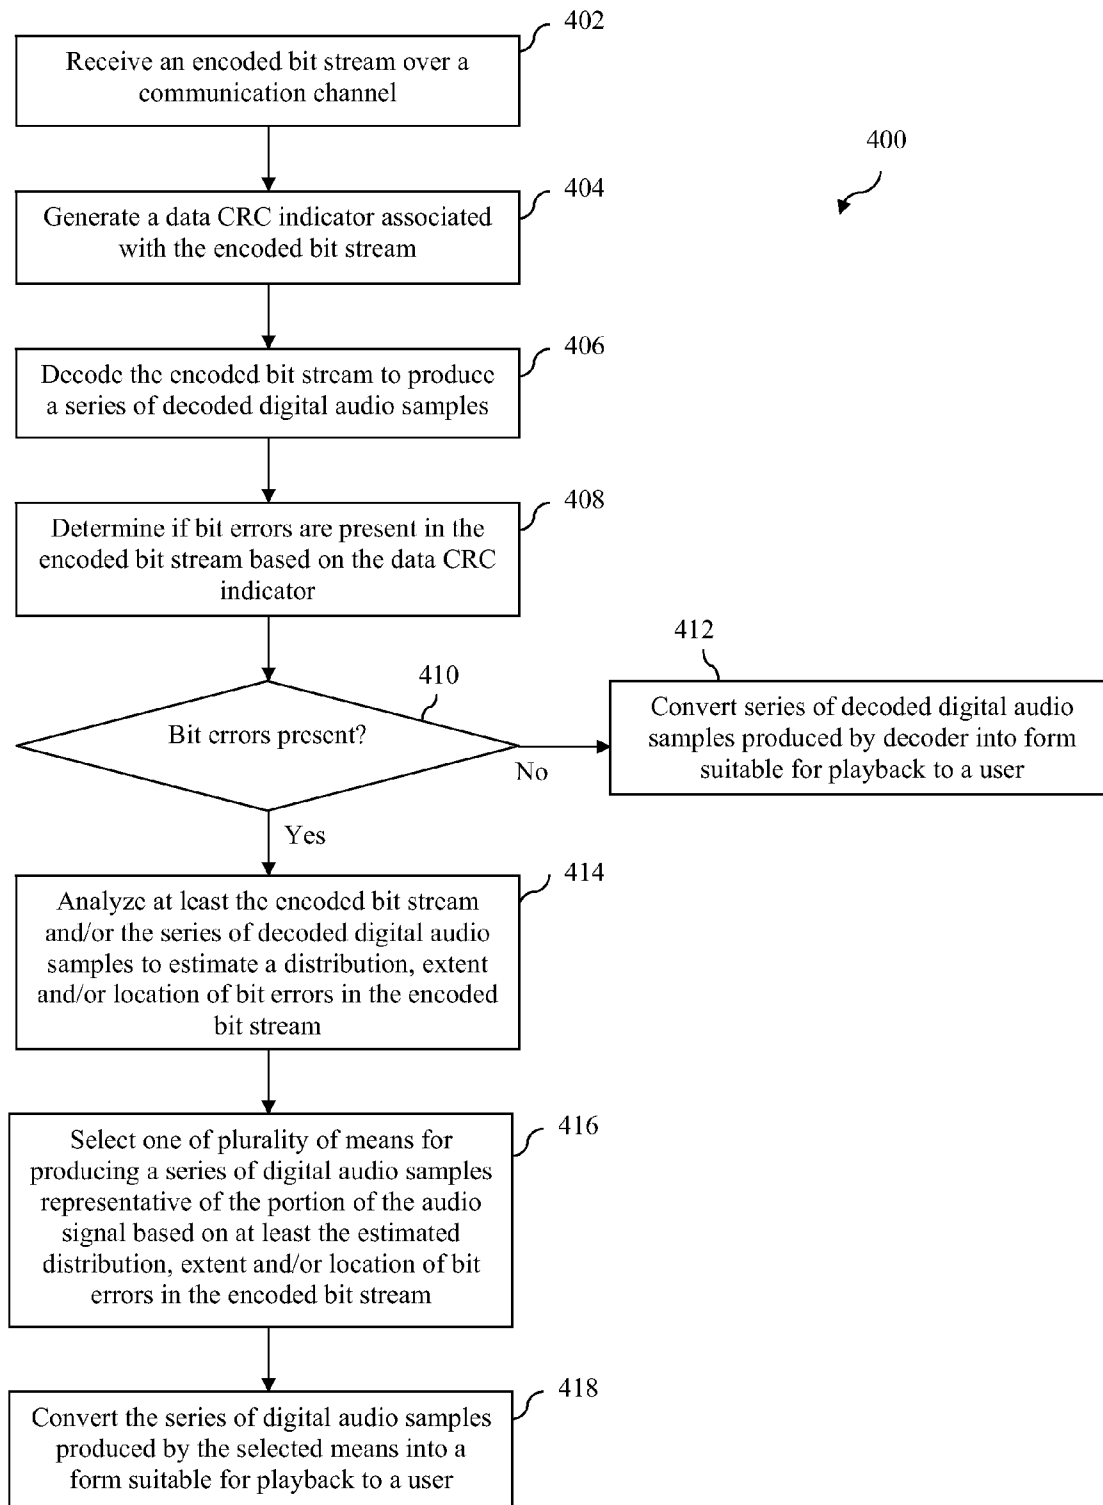 402
Receive an encoded bit stream over a
communication channel
400
404
Generate a data CRC indicator associated
with the encoded bit stream
406
Decode the encoded bit stream to produce
a series of decoded digital audio samples
408
Determine if bit errors are present in the
encoded bit stream based on the data CRC
indicator
412
410
Bit errors present?
No
Convert series of decoded digital audio
samples produced by decoder into form
suitable for playback to a user
Yes
414
Analyze at least the encoded bit stream
and/or the series of decoded digital audio
samples to estimate a distribution, extent
and/or location of bit errors in the encoded
bit stream
416
Select one of plurality of means for
producing a series of digital audio samples
representative of the portion of the audio
signal based on at least the estimated
distribution, extent and/or location of bit
errors in the encoded bit stream
418
Convert the series of digital audio samples
produced by the selected means into a
form suitable for playback to a user